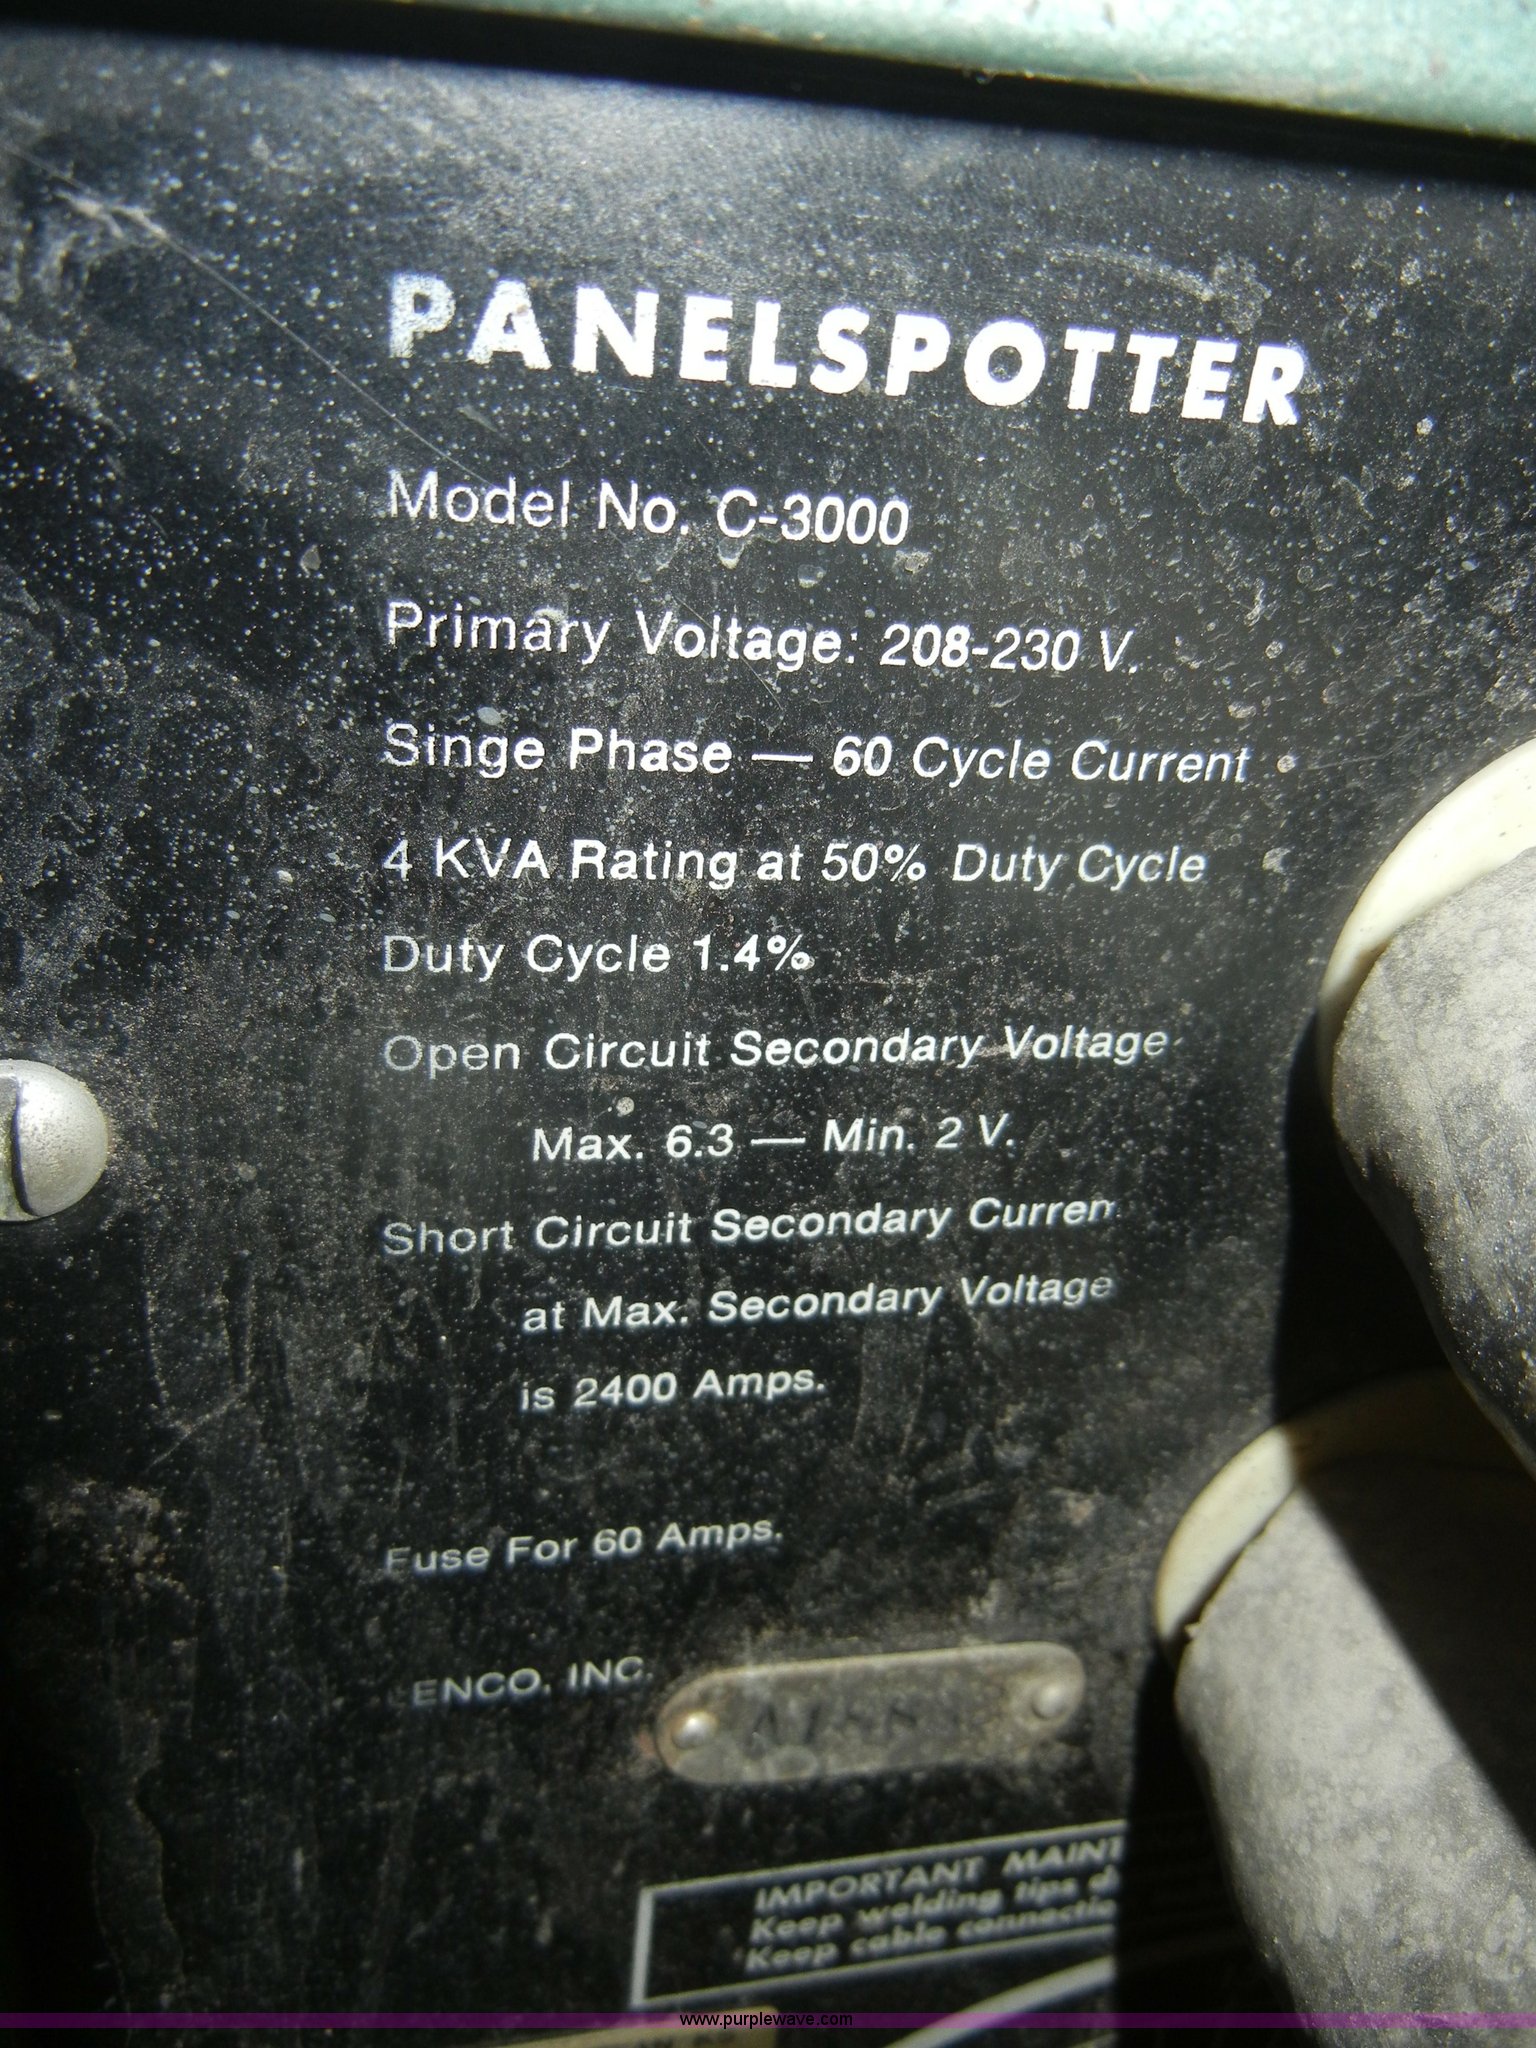 PANELSPOTTER
Model No. C-3000
Primary Voltage: 208-230 V.
Singe Phase — 60 Cycle Current
4 KVA Rating at 50% Duty Cycle
Duty Cycle 1.4%
Open Circuit Secondary Voltage
Max. 6.3 — Min. 2 V.
Short Circuit Secondary Curren
at Max. Secondary Voltage
is 2400 Amps.
Fuse For 60 Amps.
ENCO, INC.
IMPORTANT MAINT
Keep welding tips
Keep cable connectio
www.purplewave.com